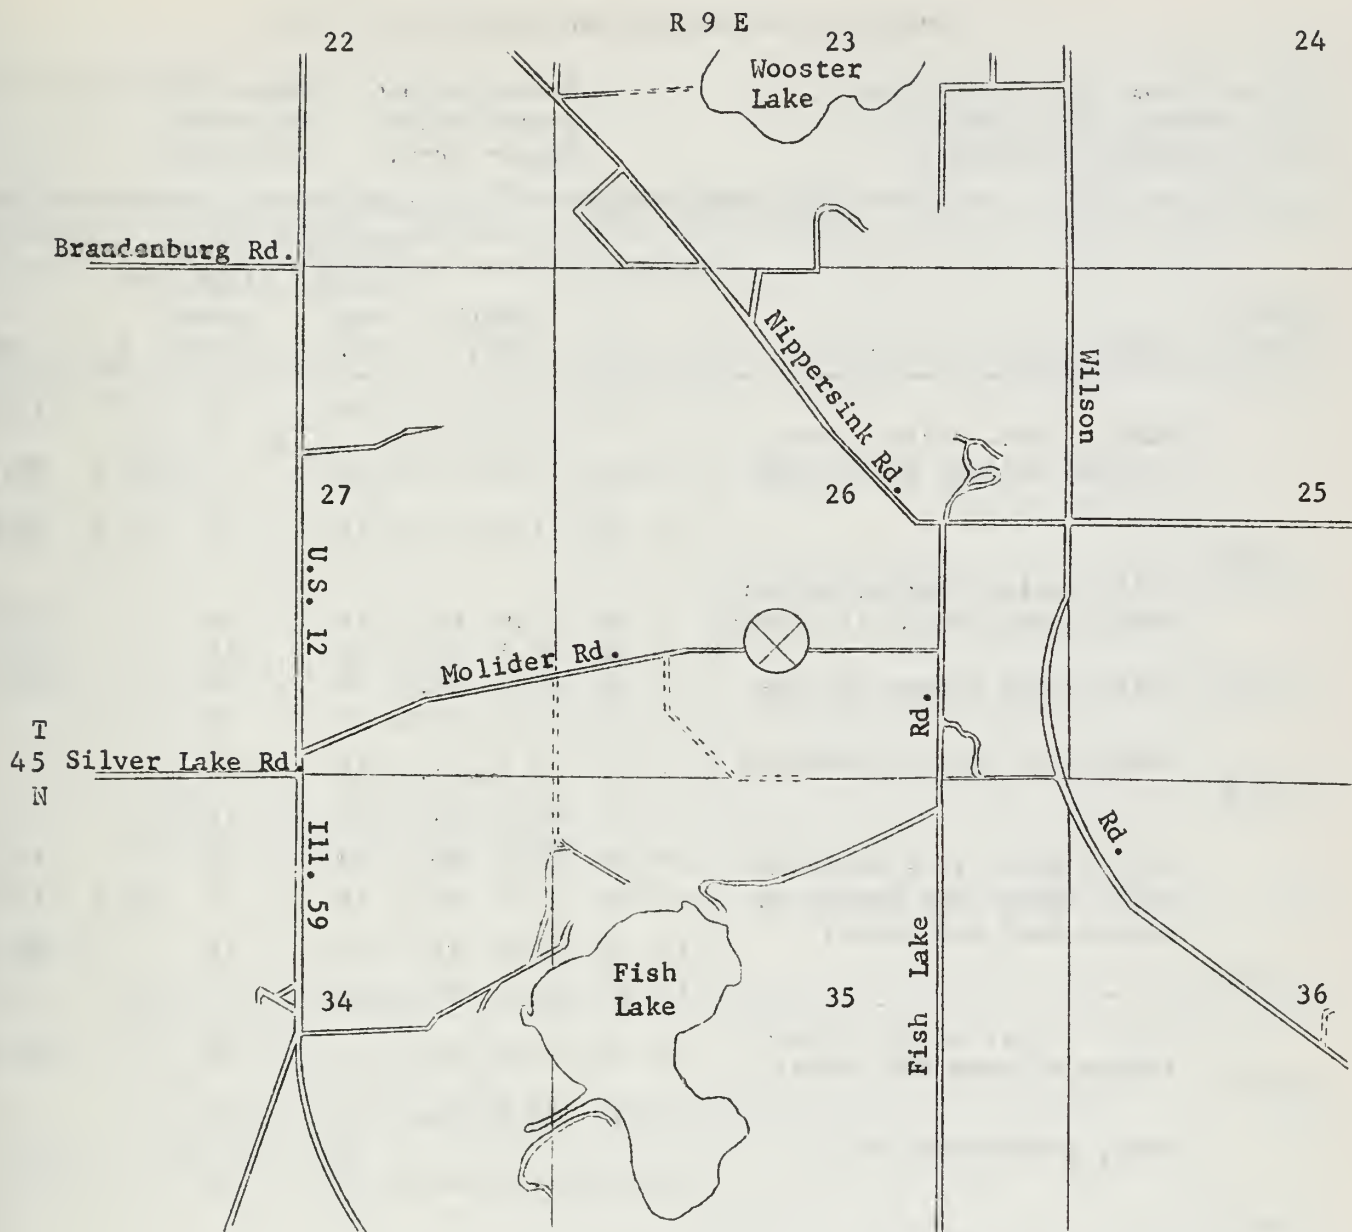 R 9 E
22
23
24
Wooster
Lake
Brandenburg Rd.
Nippersink Rd.
Wilson
27
26
25
U.S. 12
Molider Rd.
Rd.
T
45
N
Silver Lake Rd.
Ill. 59
Rd.
Fish
Lake
Fish Lake
34
35
36